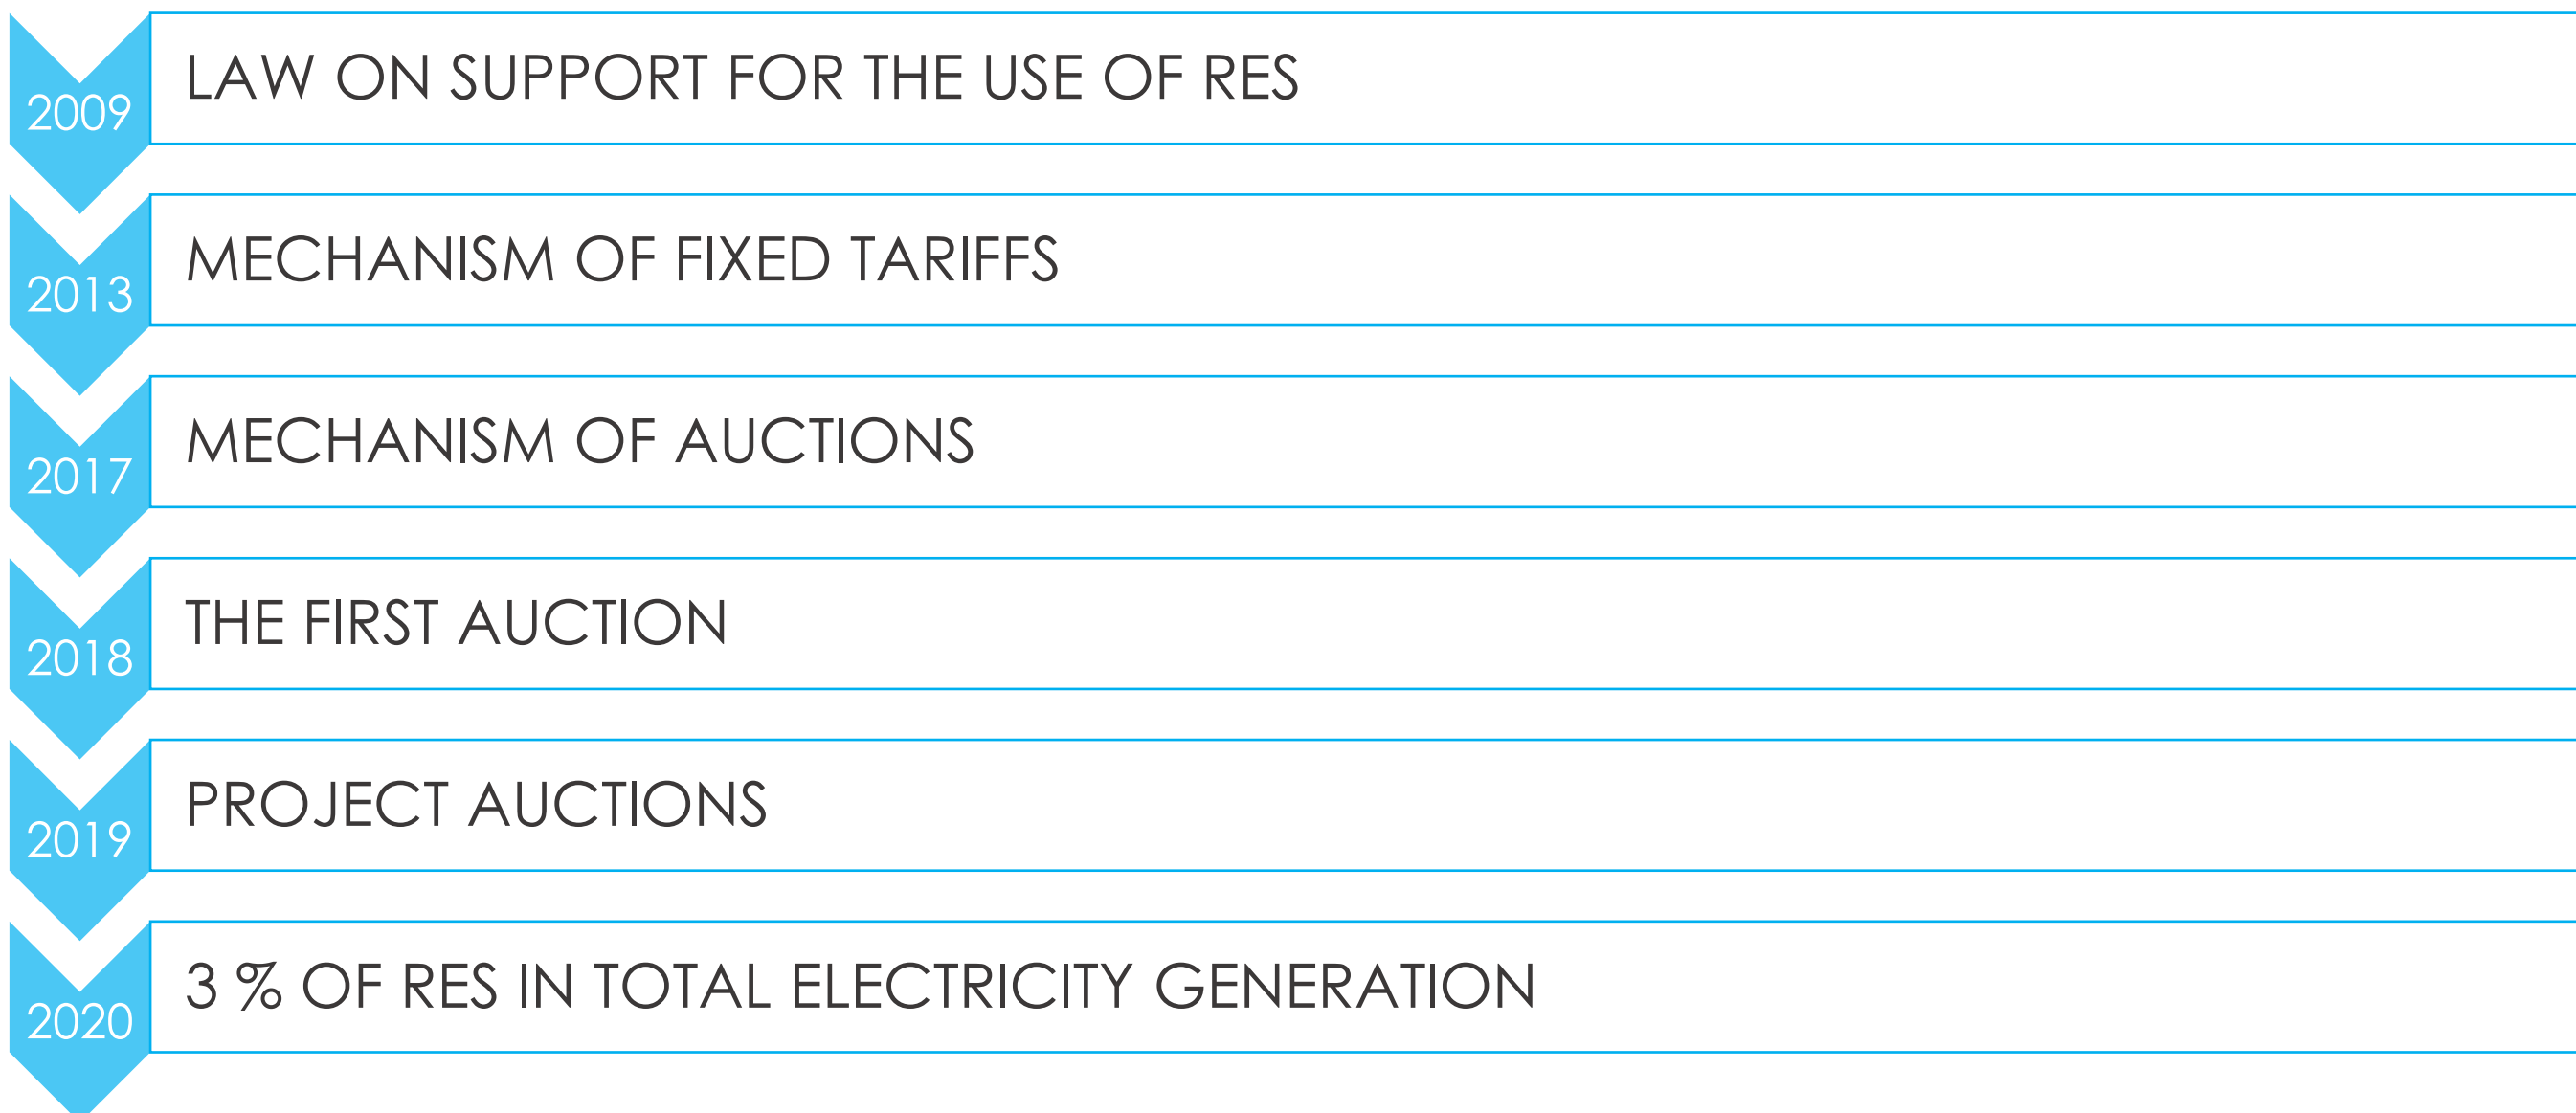 2009
LAW ON SUPPORT FOR THE USE OF RES
2013
MECHANISM OF FIXED TARIFFS
2017
MECHANISM OF AUCTIONS
2018
THE FIRST AUCTION
2019
PROJECT AUCTIONS
2020
3 % OF RES IN TOTAL ELECTRICITY GENERATION